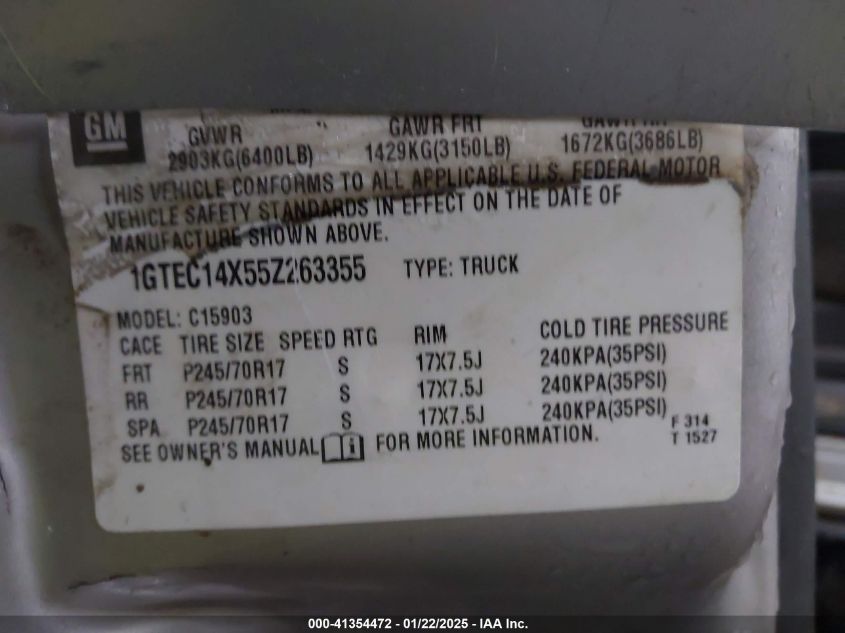 GM
GVWR GAWR FRT GAWR RR
2903KG(6400LB) 1429KG(3150LB) 1672KG(3686LB)
THIS VEHICLE CONFORMS TO ALL APPLICABLE U.S. FEDERAL MOTOR
VEHICLE SAFETY STANDARDS IN EFFECT ON THE DATE OF
MANUFACTURE SHOWN ABOVE.
1GTEC14X55Z263355 TYPE: TRUCK
MODEL: C15903
CACE TIRE SIZE SPEED RTG RIM COLD TIRE PRESSURE
FRT P245/70R17 S 17X7.5J 240KPA(35PSI)
RR P245/70R17 S 17X7.5J 240KPA(35PSI)
SPA P245/70R17 S 17X7.5J 240KPA(35PSI)
SEE OWNER'S MANUAL FOR MORE INFORMATION.
F 314
T 1527
000-41354472 - 01/22/2025 - IAA Inc.